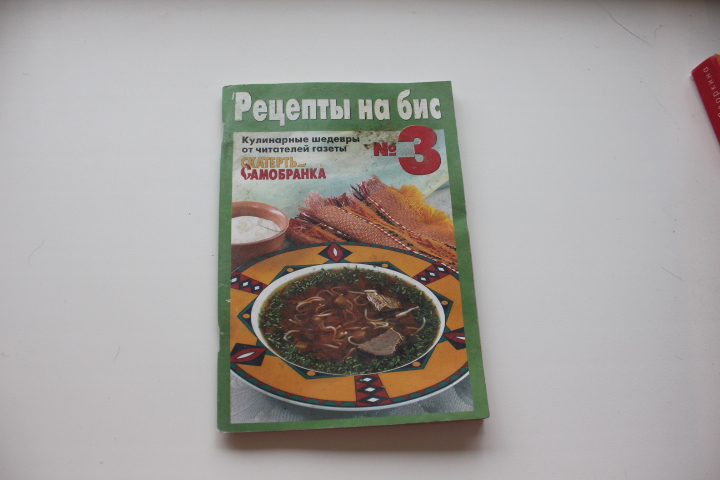 Рецепты на бис
Кулинарные шедевры
от читателей газеты
СКАТЕРТЬ...
САМОБРАНКА
№3